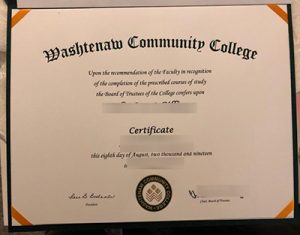 Washtenaw Community College
Upon the recommendation of the Faculty in recognition
of the completion of the prescribed courses of study
the Board of Trustees of the College confers upon
Certificate
this eighth day of August, two thousand and nineteen
President
Chair, Board of Trustees